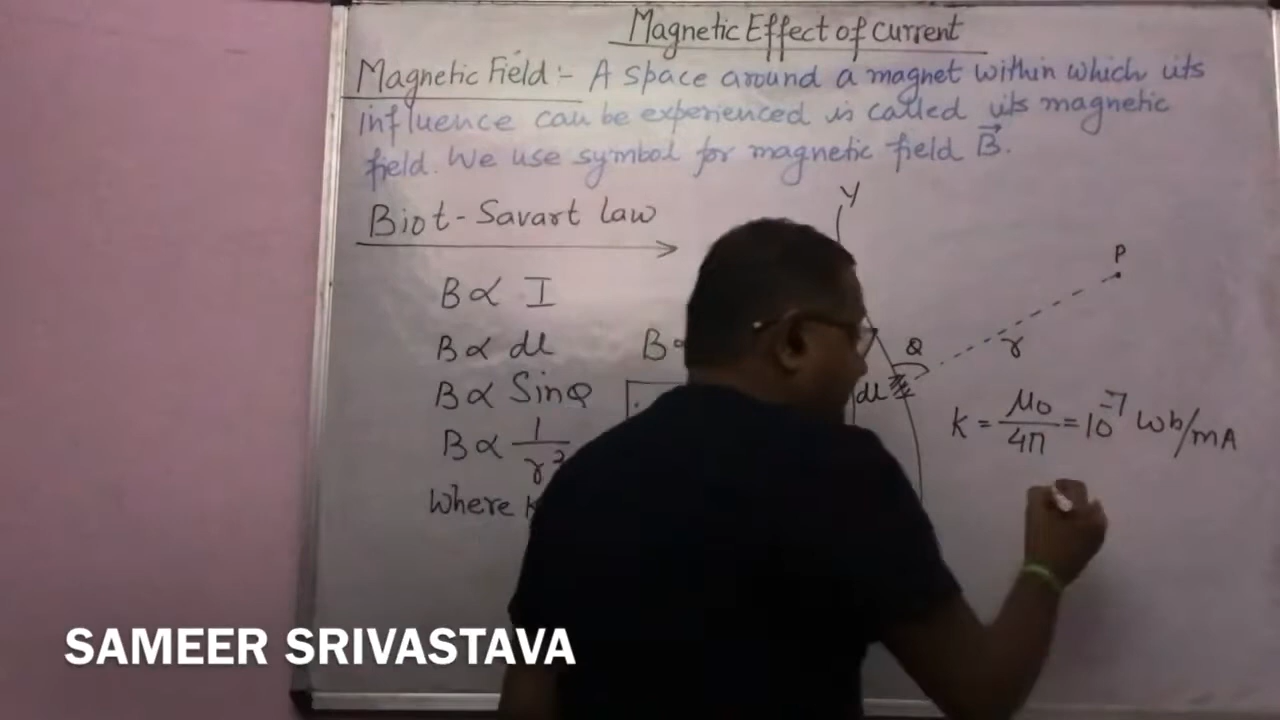 Magnetic Effect of Current
Magnetic Field :- A space around a magnet within which its
influence can be experienced is called its magnetic
field. We use symbol for magnetic field B⃗.
Biot-Savart law
Y
P
B ∝ I
B ∝ dl
B ∝
θ
r
B ∝ Sinθ
dl
K = μ0/4π = 10^-7 wb/mA
B ∝ 1/r²
Where K
SAMEER SRIVASTAVA